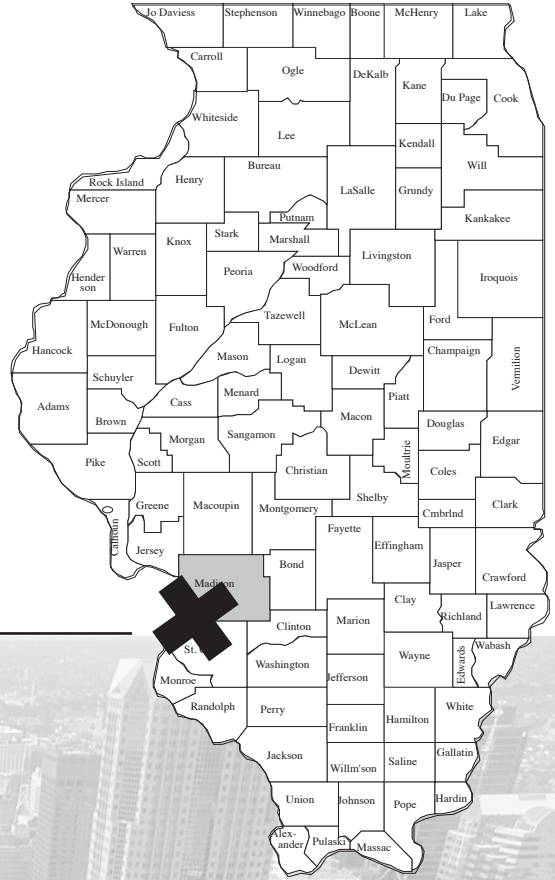 Jo Daviess Stephenson Winnebago Boone McHenry Lake
Carroll Ogle DeKalb Kane Du Page Cook
Whiteside Lee Kendall
Rock Island Henry Bureau LaSalle Grundy Will
Mercer Putnam Kankakee
Knox Stark Marshall
Warren Peoria Woodford Livingston
Hender
son Iroquois
Tazewell
Hancock McDonough Fulton McLean Ford
Mason Logan Champaign Vermilion
Schuyler Dewitt
Adams Cass Menard Piatt
Brown Macon Douglas
Morgan Sangamon Moultrie Edgar
Pike Scott Christian Coles
Greene Macoupin Montgomery Shelby Clark
Calhoun Fayette Cmbrlnd
Jersey Effingham
Bond Jasper Crawford
Madison
Clay Lawrence
Clinton Marion Richland
St. Wayne Edwards Wabash
Monroe Washington Jefferson
Randolph Perry White
Franklin Hamilton
Jackson Willm'son Saline Gallatin
Union Johnson Pope Hardin
Alex-
ander Pulaski Massac